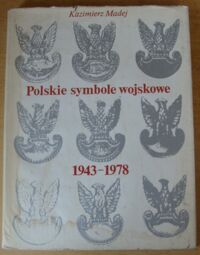 Kazimierz Madej
Polskie symbole wojskowe
1943-1978